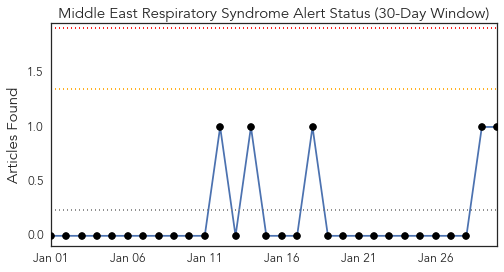 Middle East Respiratory Syndrome Alert Status (30-Day Window)
Articles Found
1.5
1.0
0.5
0.0
Jan 01 Jan 06 Jan 11 Jan 16 Jan 21 Jan 26